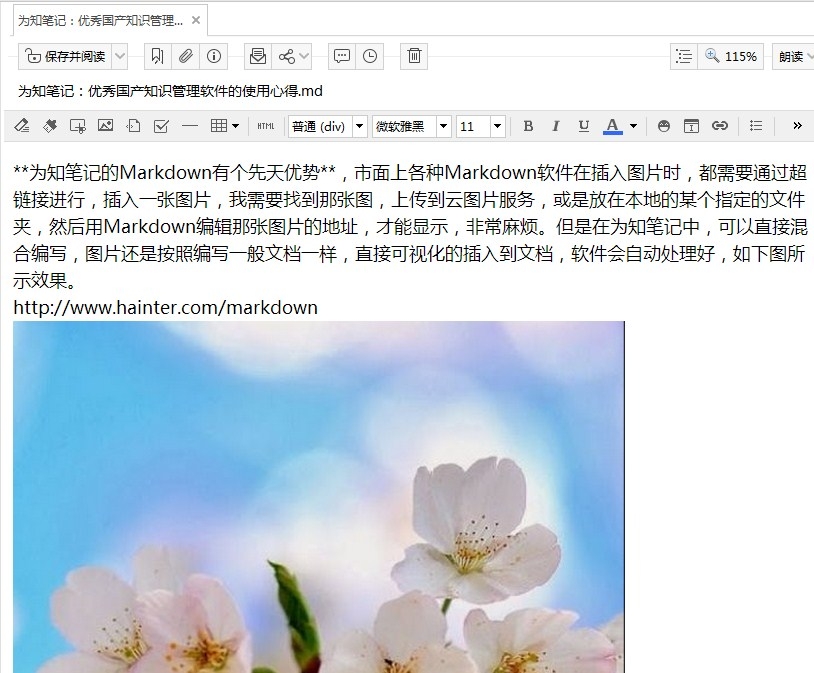 为知笔记：优秀国产知识管理...
保存并阅读
115%
朗读
为知笔记：优秀国产知识管理软件的使用心得.md
HTML 普通 (div) 微软雅黑 11 B I U A
**为知笔记的Markdown有个先天优势**，市面上各种Markdown软件在插入图片时，都需要通过超
链接进行，插入一张图片，我需要找到那张图，上传到云图片服务，或是放在本地的某个指定的文件
夹，然后用Markdown编辑那张图片的地址，才能显示，非常麻烦。但是在为知笔记中，可以直接混
合编写，图片还是按照编写一般文档一样，直接可视化的插入到文档，软件会自动处理好，如下图所
示效果。
http://www.hainter.com/markdown